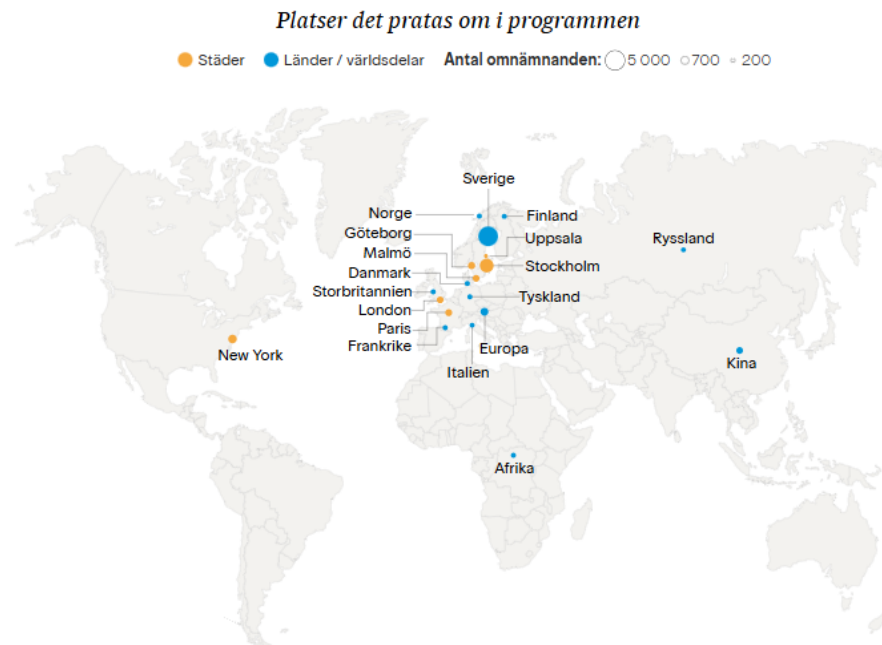 Platser det pratas om i programmen
Städer Länder / världsdelar Antal omnämnanden: 5 000 700 200
Sverige
Norge Finland
Göteborg Uppsala Ryssland
Malmö
Danmark Stockholm
Storbritannien Tyskland
London
Paris
Frankrike Europa
New York
Italien
Kina
Afrika